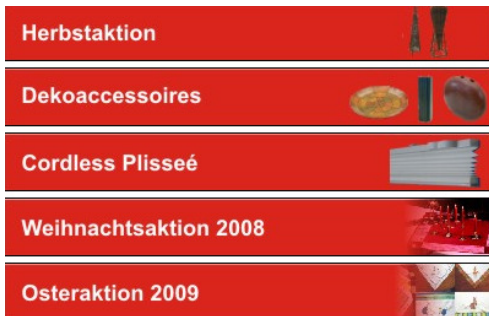 Herbstaktion
Dekoaccessoires
Cordless Plisseé
Weihnachtsaktion 2008
Osteraktion 2009